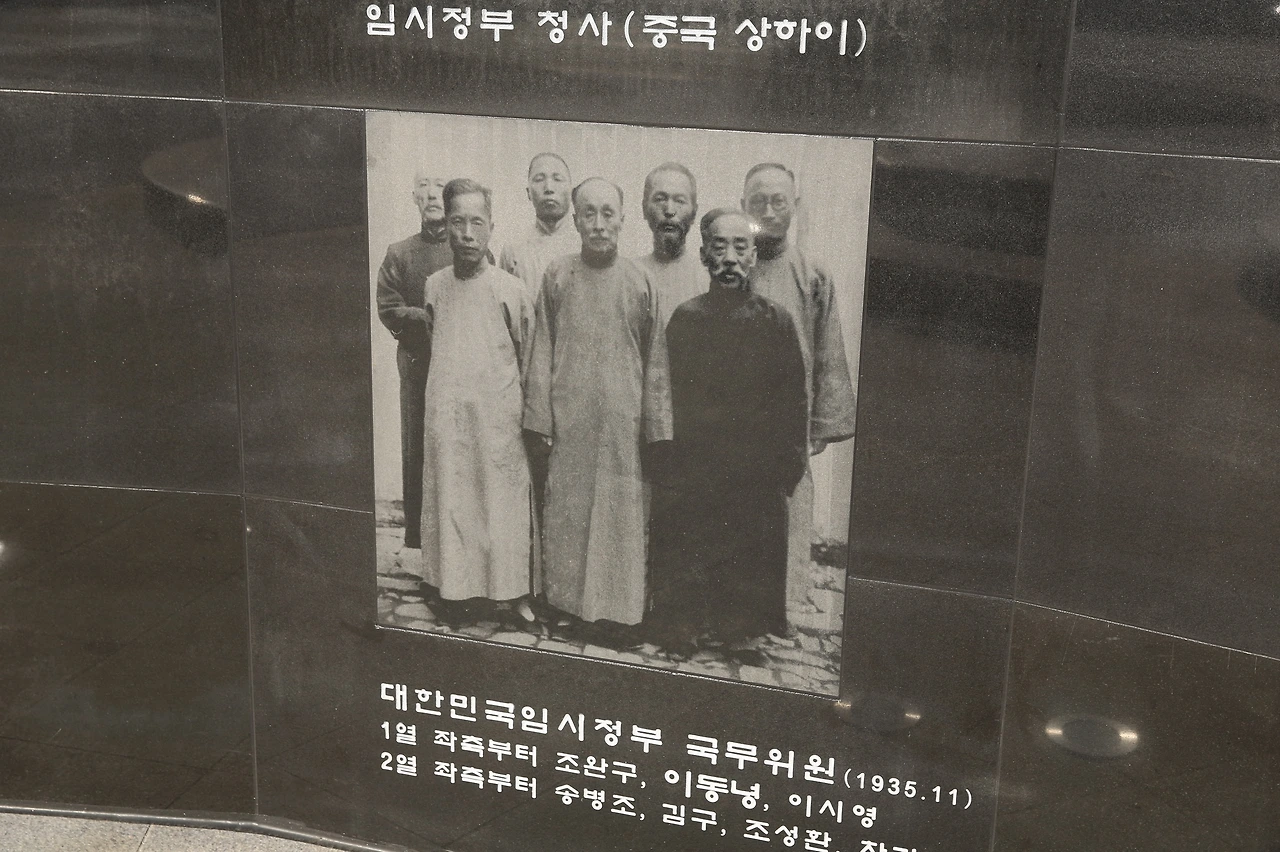 임시정부 청사(중국 상하이)
대한민국임시정부 국무위원(1935.11)
1열 좌측부터 조완구, 이동녕, 이시영
2열 좌측부터 송병조, 김구, 조성환,